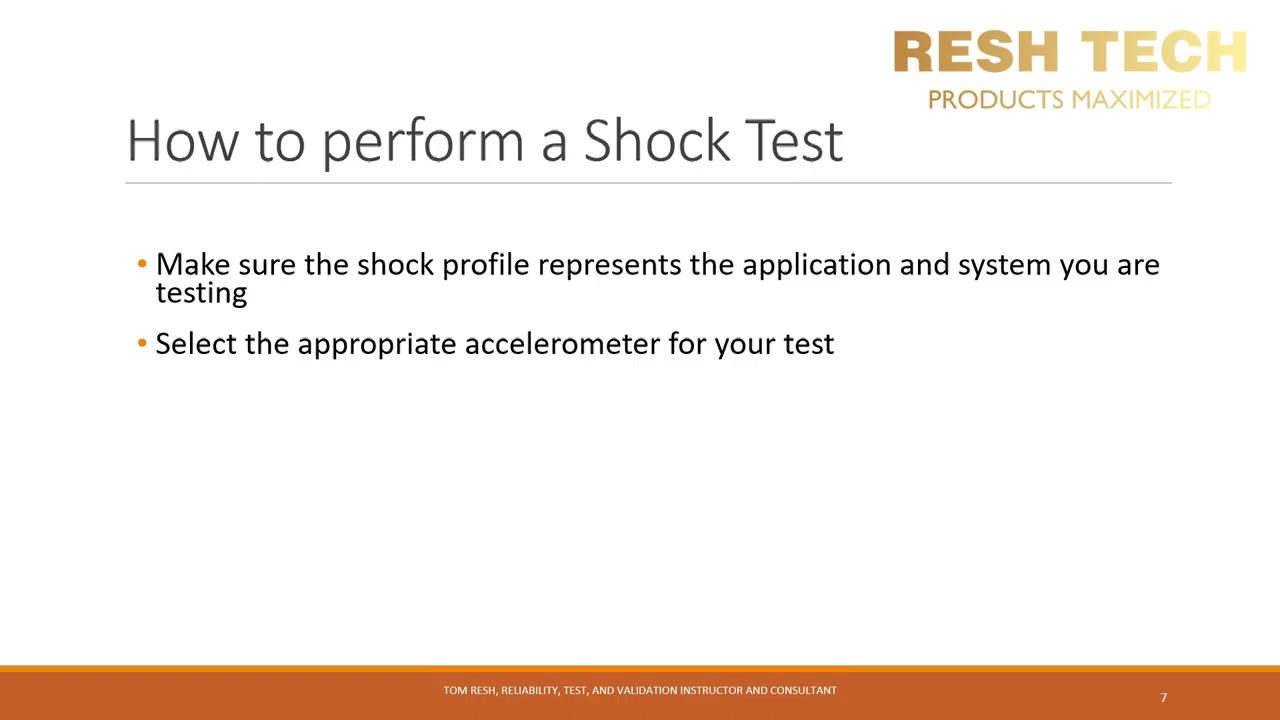 RESH TECH
PRODUCTS MAXIMIZED
How to perform a Shock Test
• Make sure the shock profile represents the application and system you are
testing
• Select the appropriate accelerometer for your test
TOM RESH, RELIABILITY, TEST, AND VALIDATION INSTRUCTOR AND CONSULTANT
7